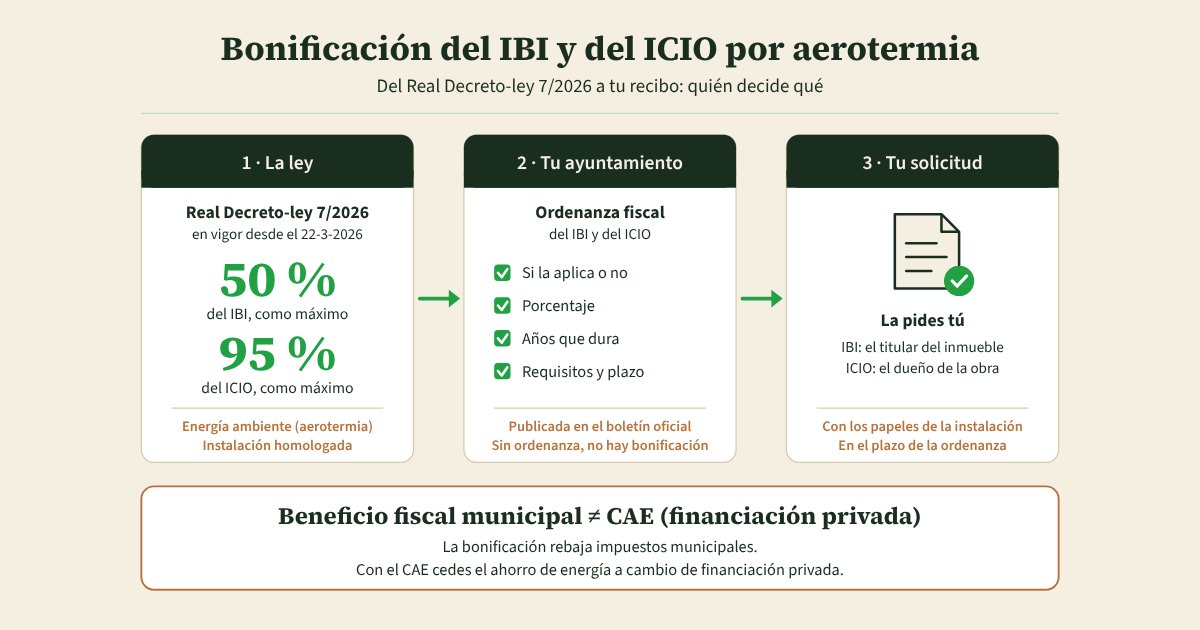 Bonificación del IBI y del ICIO por aerotermia
Del Real Decreto-ley 7/2026 a tu recibo: quién decide qué
1 · La ley
Real Decreto-ley 7/2026
en vigor desde el 22-3-2026
50 %
del IBI, como máximo
95 %
del ICIO, como máximo
Energía ambiente (aerotermia)
Instalación homologada
2 · Tu ayuntamiento
Ordenanza fiscal
del IBI y del ICIO
Si la aplica o no
Porcentaje
Años que dura
Requisitos y plazo
Publicada en el boletín oficial
Sin ordenanza, no hay bonificación
3 · Tu solicitud
La pides tú
IBI: el titular del inmueble
ICIO: el dueño de la obra
Con los papeles de la instalación
En el plazo de la ordenanza
Beneficio fiscal municipal ≠ CAE (financiación privada)
La bonificación rebaja impuestos municipales.
Con el CAE cedes el ahorro de energía a cambio de financiación privada.